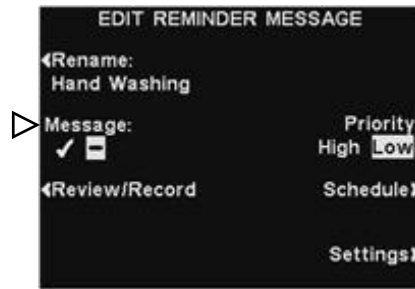 EDIT REMINDER MESSAGE
Rename:
Hand Washing
Message:
Priority
✓ –
High Low
Review/Record
Schedule
Settings